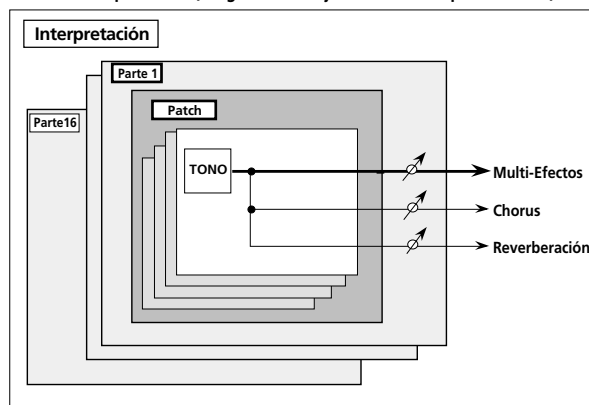 Interpretación
Parte 1
Patch
Parte16
TONO
Multi-Efectos
Chorus
Reverberación